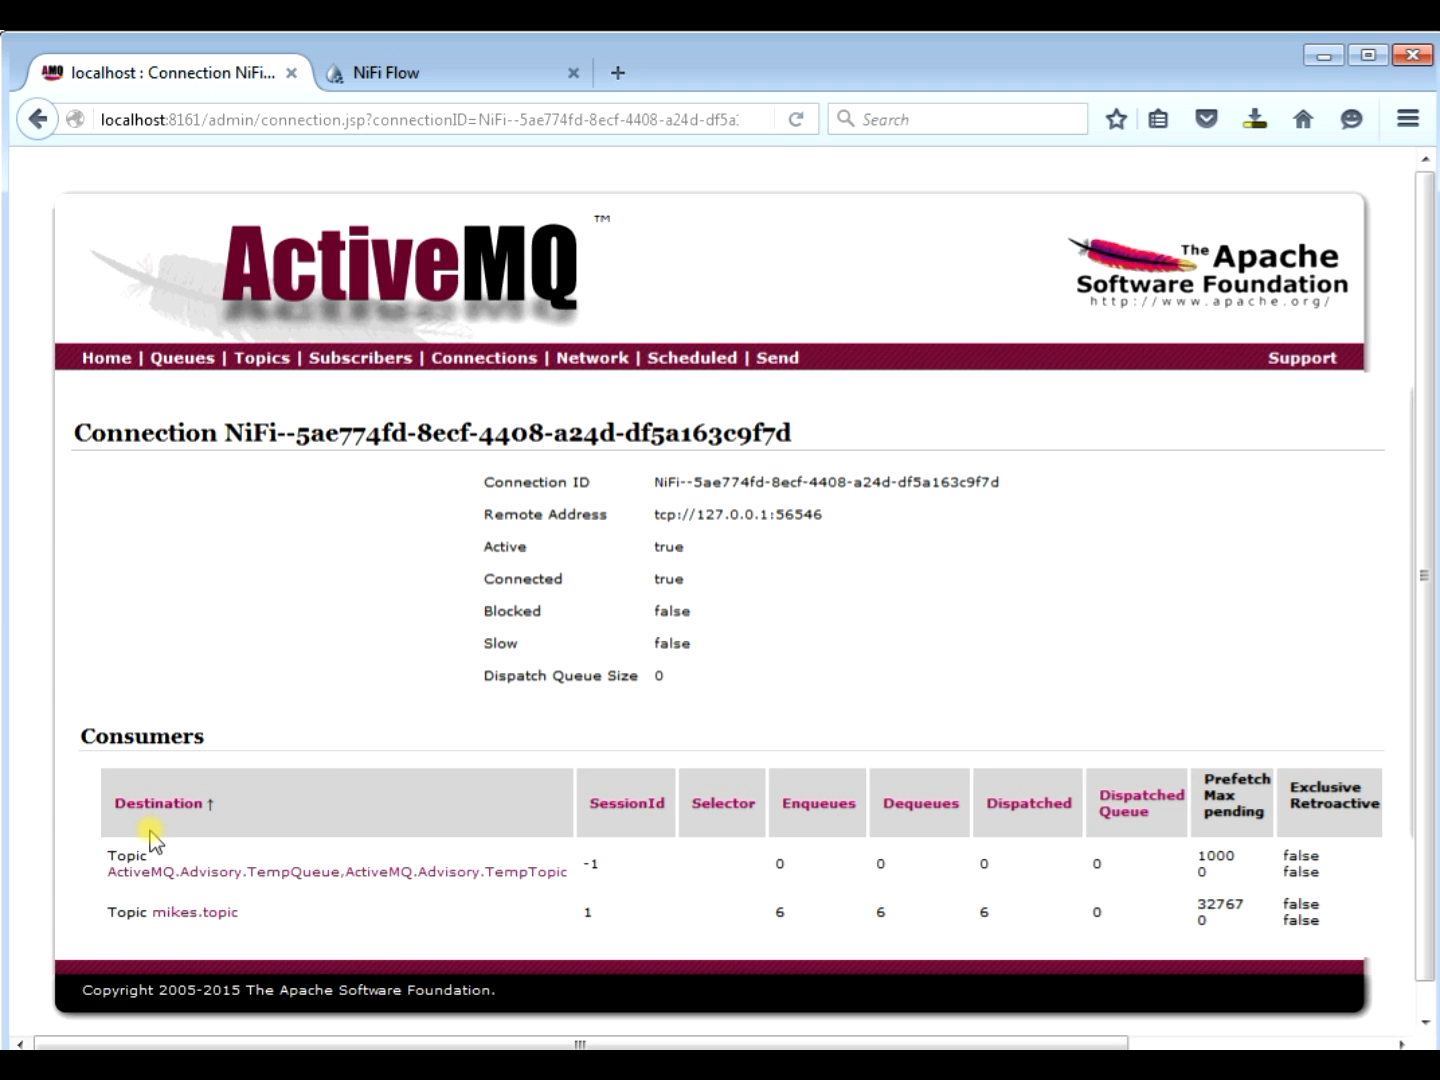 AMQ localhost : Connection NiFi... × NiFi Flow × +
localhost:8161/admin/connection.jsp?connectionID=NiFi--5ae774fd-8ecf-4408-a24d-df5a1 Search
ActiveMQ ™
The Apache
Software Foundation
http://www.apache.org/
Home | Queues | Topics | Subscribers | Connections | Network | Scheduled | Send Support
Connection NiFi--5ae774fd-8ecf-4408-a24d-df5a163c9f7d
Connection ID NiFi--5ae774fd-8ecf-4408-a24d-df5a163c9f7d
Remote Address tcp://127.0.0.1:56546
Active true
Connected true
Blocked false
Slow false
Dispatch Queue Size 0
Consumers
Destination ↑ SessionId Selector Enqueues Dequeues Dispatched Dispatched Queue Prefetch Max pending Exclusive Retroactive
Topic
ActiveMQ.Advisory.TempQueue,ActiveMQ.Advisory.TempTopic -1 0 0 0 0 1000 0 false false
Topic mikes.topic 1 6 6 6 0 32767 0 false false
Copyright 2005-2015 The Apache Software Foundation.